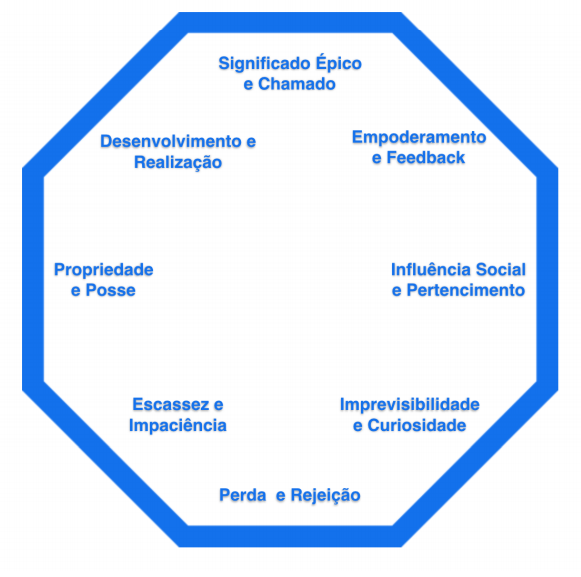 Significado Épico
e Chamado
Desenvolvimento e
Realização
Empoderamento
e Feedback
Propriedade
e Posse
Influência Social
e Pertencimento
Escassez e
Impaciência
Imprevisibilidade
e Curiosidade
Perda e Rejeição